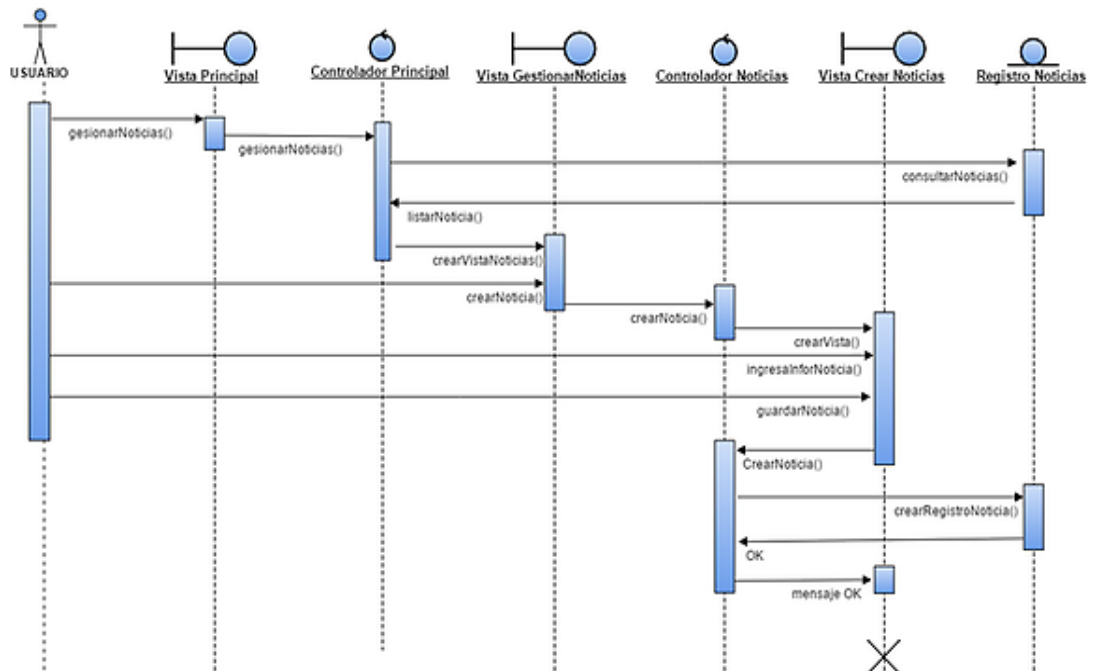 USUARIO
Vista Principal
Controlador Principal
Vista GestionarNoticias
Controlador Noticias
Vista Crear Noticias
Registro Noticias
gesionarNoticias()
gesionarNoticias()
consultarNoticias()
listarNoticia()
crearVistaNoticias()
crearNoticia()
crearNoticia()
crearVista()
ingresaInforNoticia()
guardarNoticia()
CrearNoticia()
crearRegistroNoticia()
OK
mensaje OK